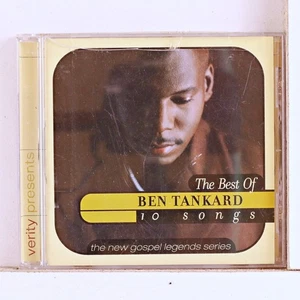 verity presents
The Best Of
BEN TANKARD
10 songs
the new gospel legends series